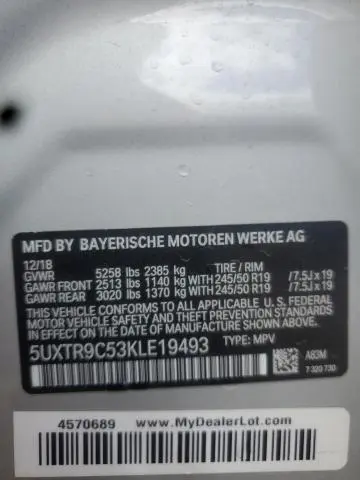 MFD BY BAYERISCHE MOTOREN WERKE AG
12/18 TIRE / RIM
GVWR 5258 lbs 2385 kg
GAWR FRONT 2513 lbs 1140 kg WITH 245/50 R19 /7.5J x 19
GAWR REAR 3020 lbs 1370 kg WITH 245/50 R19 /7.5J x 19
THIS VEHICLE CONFORMS TO ALL APPLICABLE U.S. FEDERAL
MOTOR VEHICLE SAFETY AND THEFT PREVENTION STANDARDS IN
EFFECT ON THE DATE OF MANUFACTURE SHOWN ABOVE.
5UXTR9C53KLE19493 TYPE: MPV
A83M
7 320 730
4570689
MyDealerLot.com